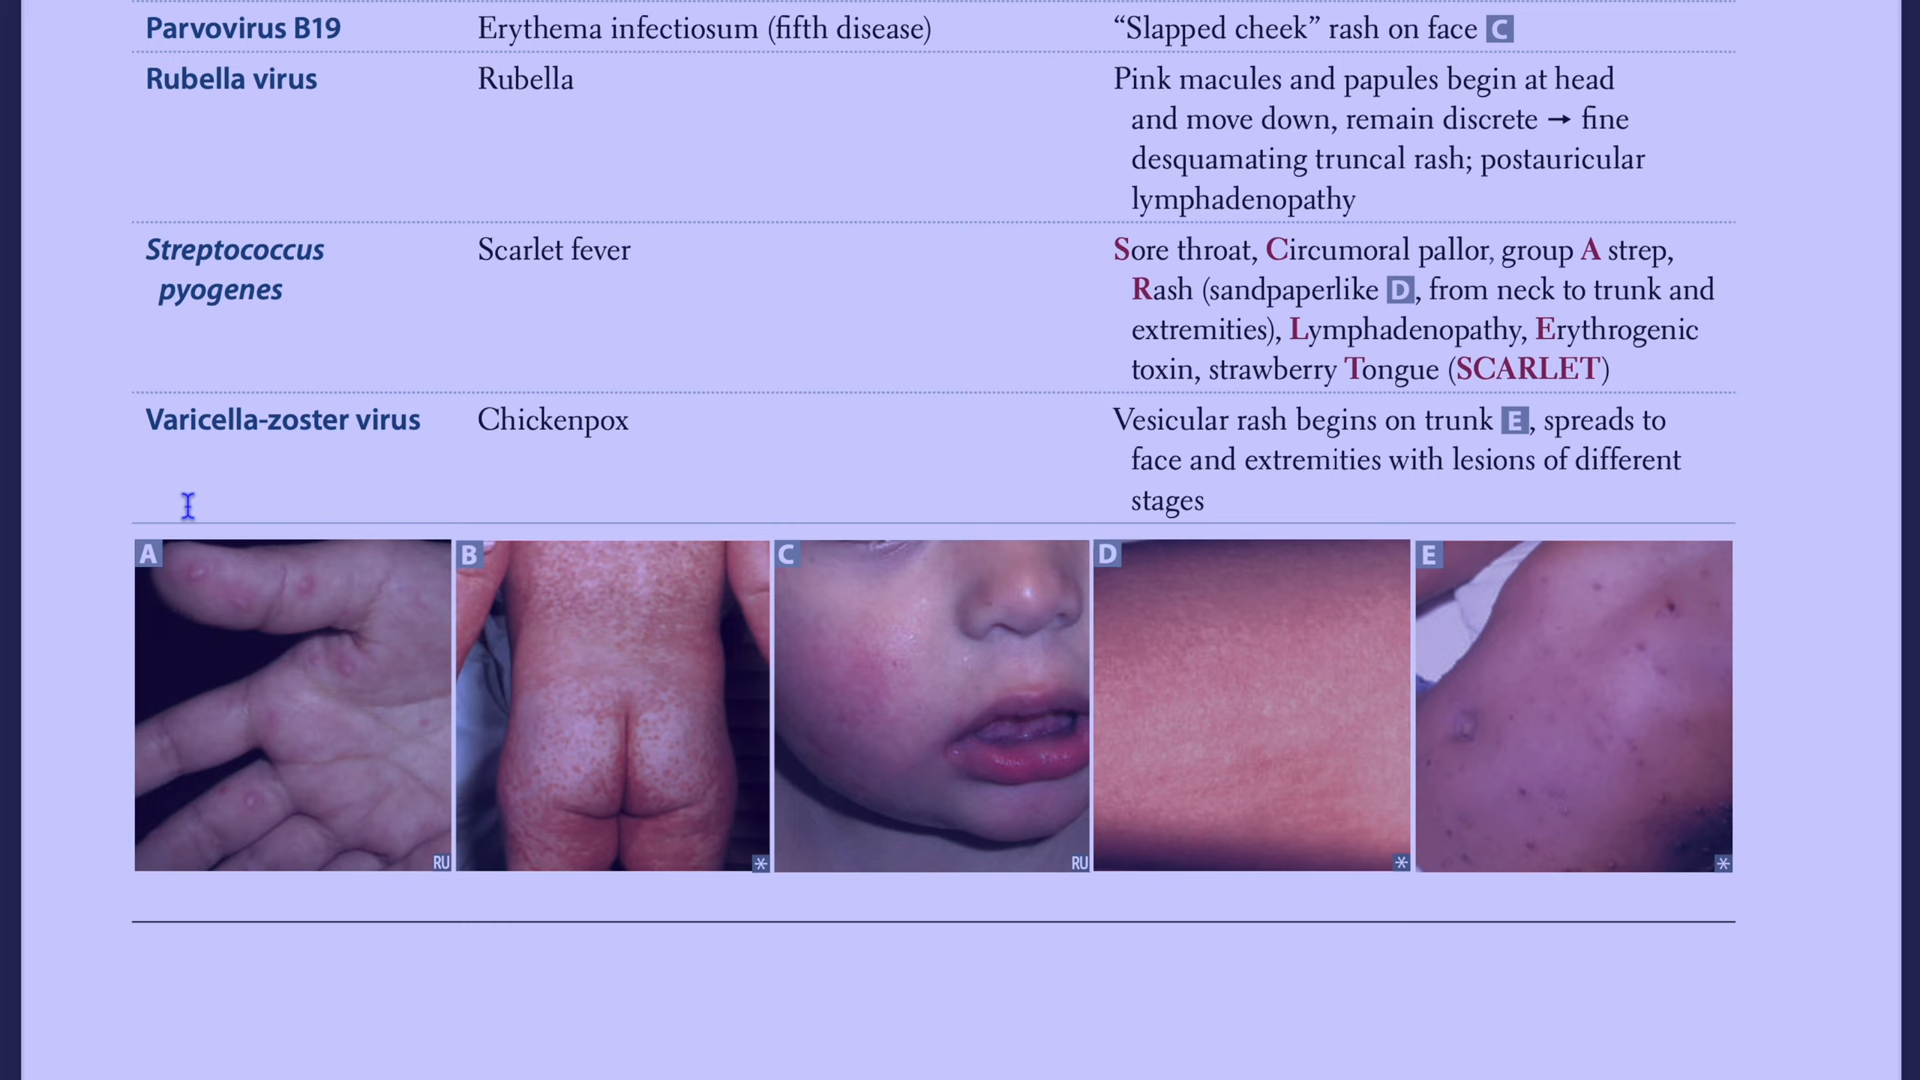 Parvovirus B19 Erythema infectiosum (fifth disease) “Slapped cheek” rash on face C
Rubella virus Rubella Pink macules and papules begin at head
and move down, remain discrete → fine
desquamating truncal rash; postauricular
lymphadenopathy
Streptococcus Scarlet fever Sore throat, Circumoral pallor, group A strep,
pyogenes Rash (sandpaperlike D, from neck to trunk and
extremities), Lymphadenopathy, Erythrogenic
toxin, strawberry Tongue (SCARLET)
Varicella-zoster virus Chickenpox Vesicular rash begins on trunk E, spreads to
face and extremities with lesions of different
stages
A B C D E
RU * RU * *